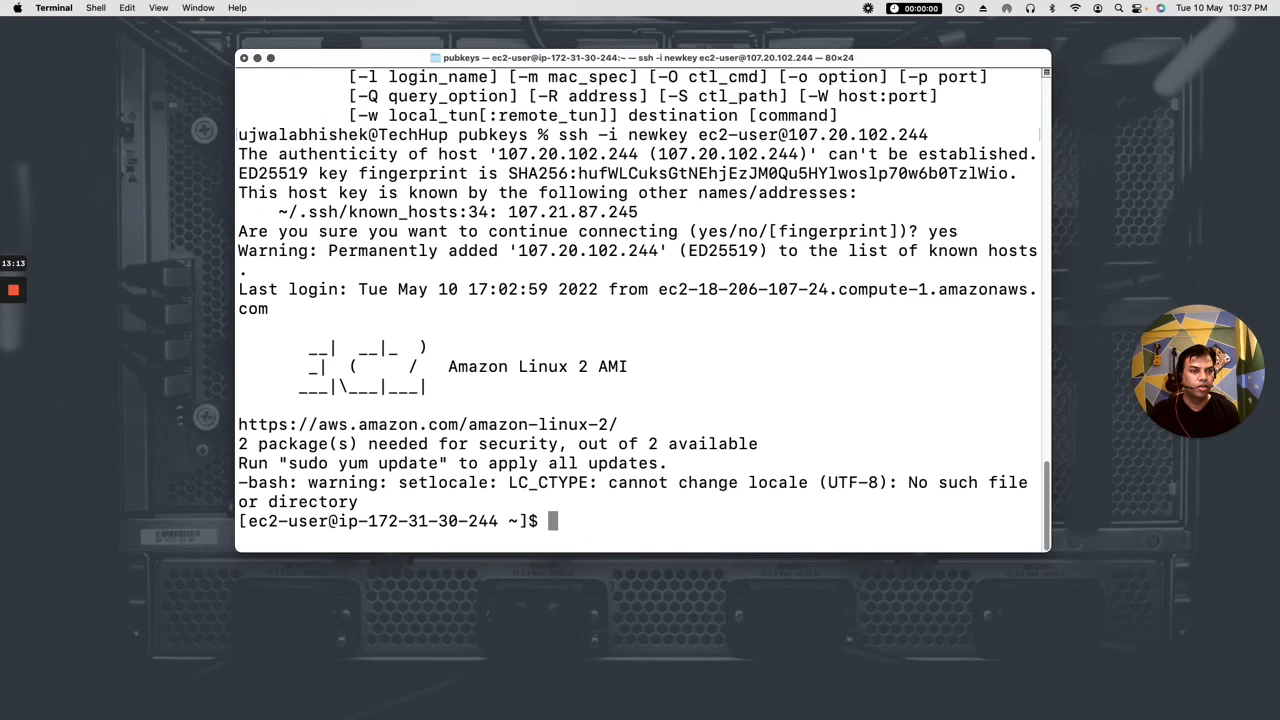 Terminal Shell Edit View Window Help 00:00:00 Tue 10 May 10:37 PM
pubkeys — ec2-user@ip-172-31-30-244:~ — ssh -i newkey ec2-user@107.20.102.244 — 80×24
[-l login_name] [-m mac_spec] [-O ctl_cmd] [-o option] [-p port]
[-Q query_option] [-R address] [-S ctl_path] [-W host:port]
[-w local_tun[:remote_tun]] destination [command]
ujwalabhishek@TechHup pubkeys % ssh -i newkey ec2-user@107.20.102.244
The authenticity of host '107.20.102.244 (107.20.102.244)' can't be established.
ED25519 key fingerprint is SHA256:hufWLCuksGtNEhjEzJM0Qu5HYlwoslp70w6b0TzlWio.
This host key is known by the following other names/addresses:
~/.ssh/known_hosts:34: 107.21.87.245
Are you sure you want to continue connecting (yes/no/[fingerprint])? yes
Warning: Permanently added '107.20.102.244' (ED25519) to the list of known hosts
.
Last login: Tue May 10 17:02:59 2022 from ec2-18-206-107-24.compute-1.amazonaws.
com
__|  __|_  )
_|  (     /   Amazon Linux 2 AMI
___|\___|___|
https://aws.amazon.com/amazon-linux-2/
2 package(s) needed for security, out of 2 available
Run "sudo yum update" to apply all updates.
-bash: warning: setlocale: LC_CTYPE: cannot change locale (UTF-8): No such file
or directory
[ec2-user@ip-172-31-30-244 ~]$
13:13